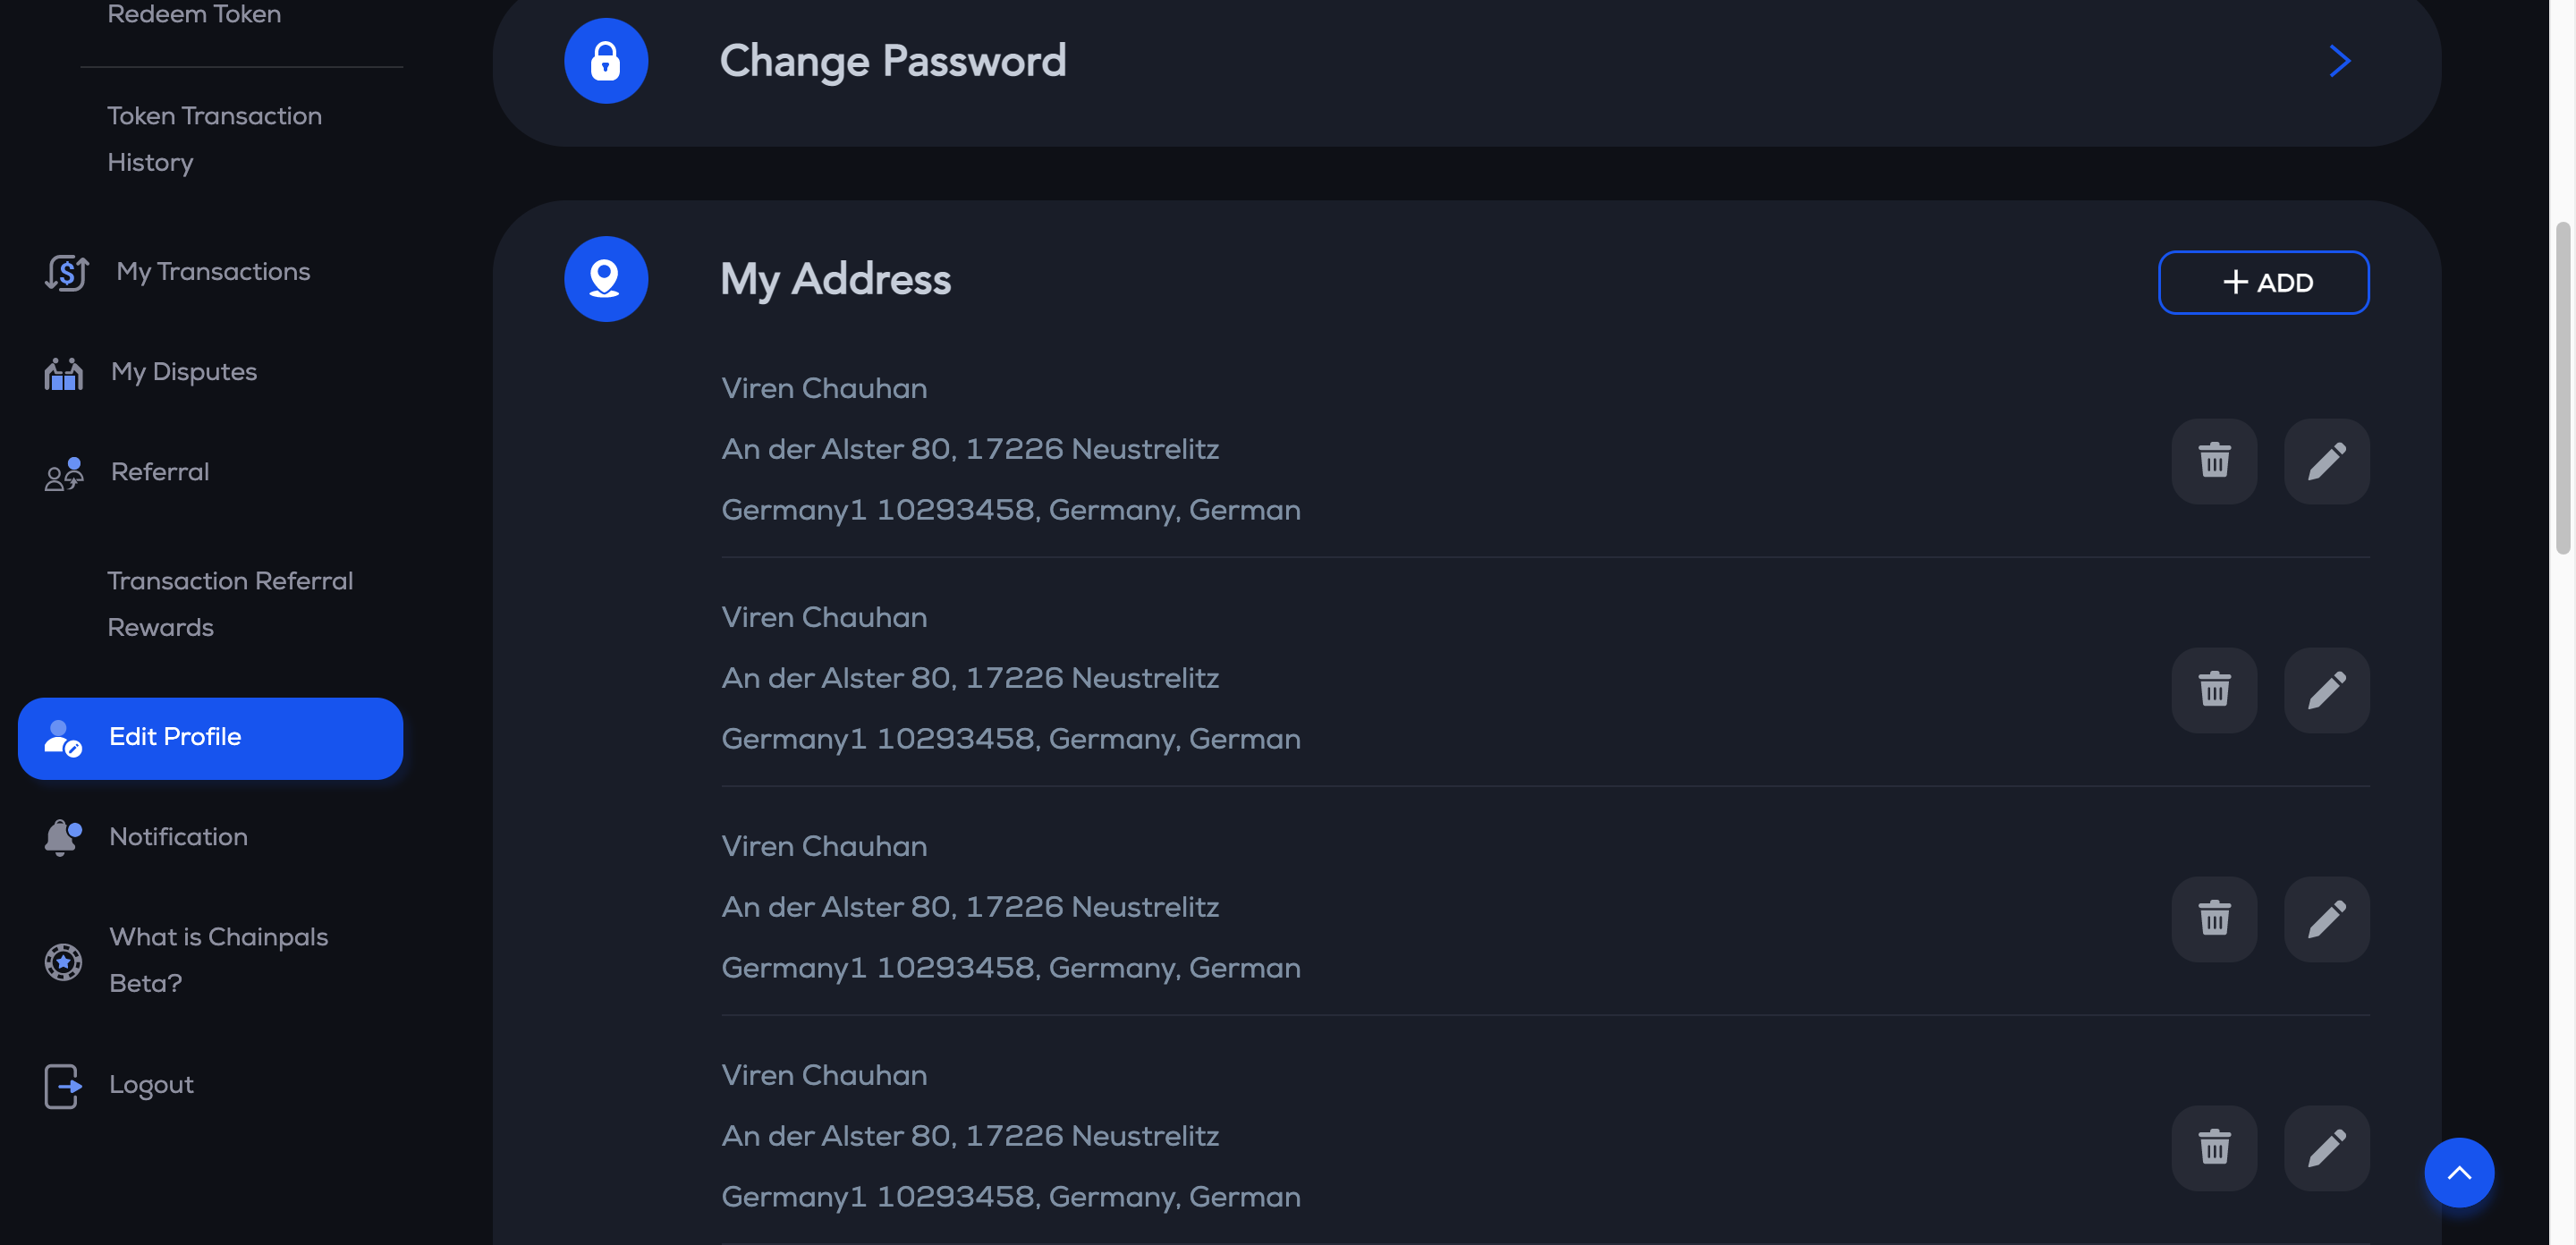 Redeem Token
Token Transaction
History
My Transactions
My Disputes
Referral
Transaction Referral
Rewards
Edit Profile
Notification
What is Chainpals
Beta?
Logout
Change Password
My Address
+ ADD
Viren Chauhan
An der Alster 80, 17226 Neustrelitz
Germany1 10293458, Germany, German
Viren Chauhan
An der Alster 80, 17226 Neustrelitz
Germany1 10293458, Germany, German
Viren Chauhan
An der Alster 80, 17226 Neustrelitz
Germany1 10293458, Germany, German
Viren Chauhan
An der Alster 80, 17226 Neustrelitz
Germany1 10293458, Germany, German